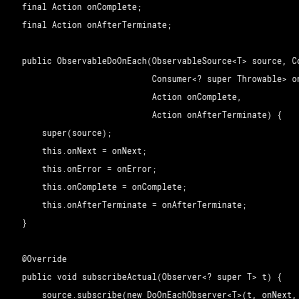 final Action onComplete;
final Action onAfterTerminate;
public ObservableDoOnEach(ObservableSource<T> source, Co
Consumer<? super Throwable> on
Action onComplete,
Action onAfterTerminate) {
super(source);
this.onNext = onNext;
this.onError = onError;
this.onComplete = onComplete;
this.onAfterTerminate = onAfterTerminate;
}
@Override
public void subscribeActual(Observer<? super T> t) {
source.subscribe(new DoOnEachObserver<T>(t, onNext,